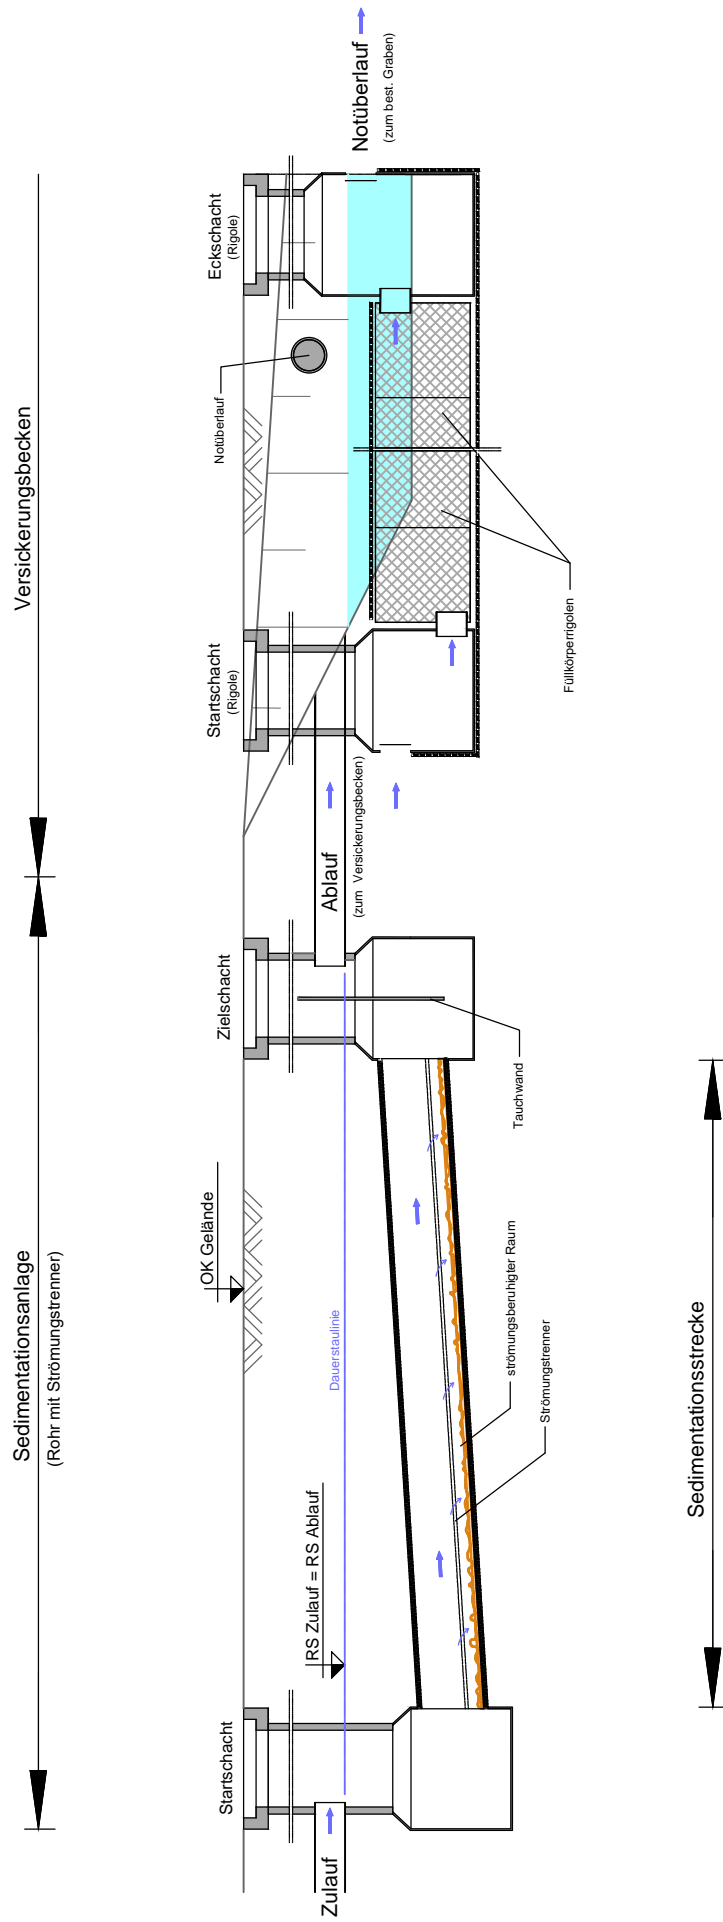 Sedimentationsanlage
(Rohr mit Strömungstrenner)
Versickerungsbecken
Startschacht
OK Gelände
Zielschacht
Startschacht
(Rigole)
Notüberlauf
Eckschacht
(Rigole)
Zulauf
RS Zulauf = RS Ablauf
Dauerstaulinie
Ablauf
(zum Versickerungsbecken)
Notüberlauf
(zum best. Graben)
Strömungstrenner
strömungsberuhigter Raum
Tauchwand
Füllkörperrigolen
Sedimentationsstrecke